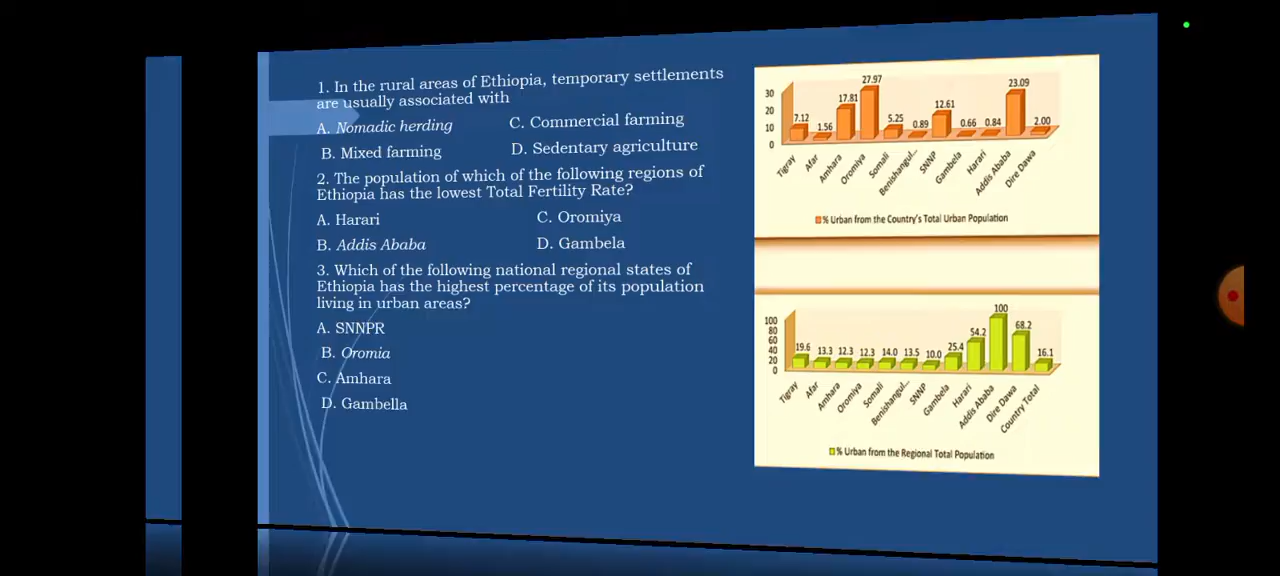 1. In the rural areas of Ethiopia, temporary settlements
are usually associated with
A. Nomadic herding
C. Commercial farming
B. Mixed farming
D. Sedentary agriculture
2. The population of which of the following regions of
Ethiopia has the lowest Total Fertility Rate?
A. Harari
C. Oromiya
B. Addis Ababa
D. Gambela
3. Which of the following national regional states of
Ethiopia has the highest percentage of its population
living in urban areas?
A. SNNPR
B. Oromia
C. Amhara
D. Gambella
30
20
10
0
7.12
1.56
17.81
27.97
5.25
0.89
12.61
0.66
0.84
23.09
2.00
Tigray
Afar
Amhara
Oromiya
Somali
Benishangul...
SNNP
Gambela
Harari
Addis Ababa
Dire Dawa
% Urban from the Country's Total Urban Population
100
80
60
40
20
0
19.6
13.3
12.3
12.3
14.0
13.5
10.0
25.4
54.2
100
68.2
16.1
Tigray
Afar
Amhara
Oromiya
Somali
Benishangul...
SNNP
Gambela
Harari
Addis Ababa
Dire Dawa
Country Total
% Urban from the Regional Total Population